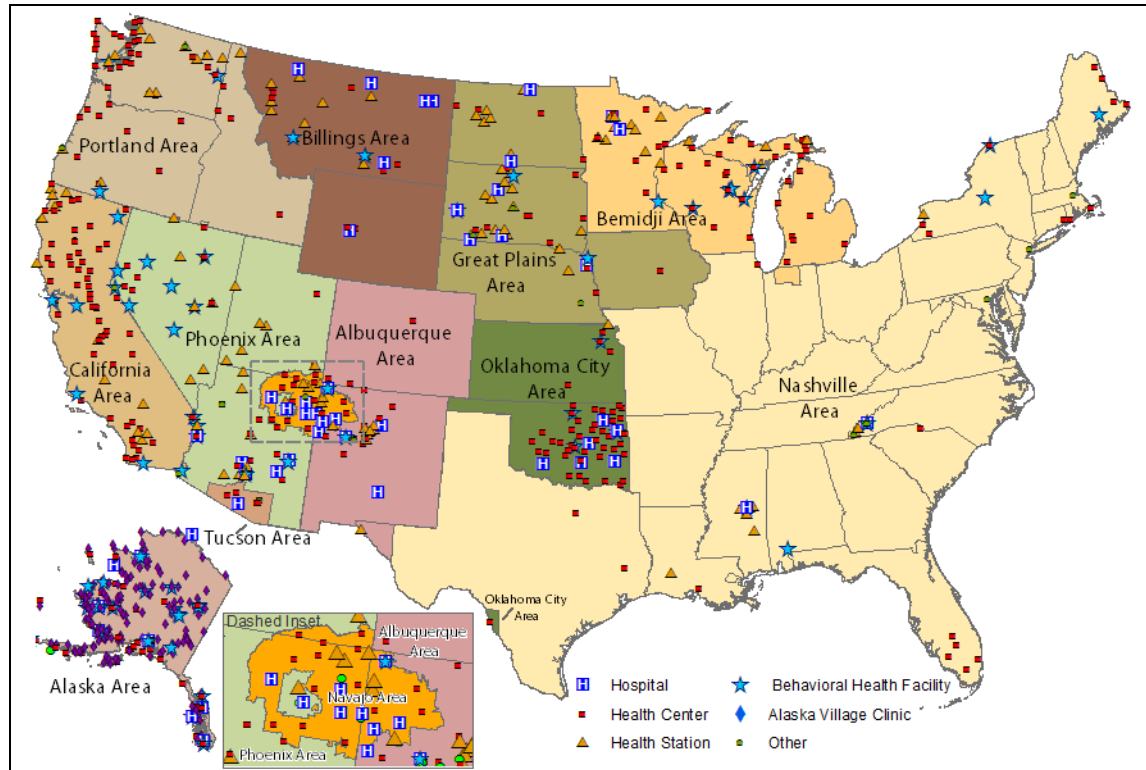 Portland Area
Billings Area
Bemidji Area
Great Plains
Area
Phoenix Area
Albuquerque
Area
Oklahoma City
Area
California
Area
Nashville
Area
Tucson Area
Oklahoma City
Area
Alaska Area
Dashed Inset
Albuquerque
Area
Navajo Area
Phoenix Area
H Hospital
Behavioral Health Facility
Health Center
Alaska Village Clinic
Health Station
Other